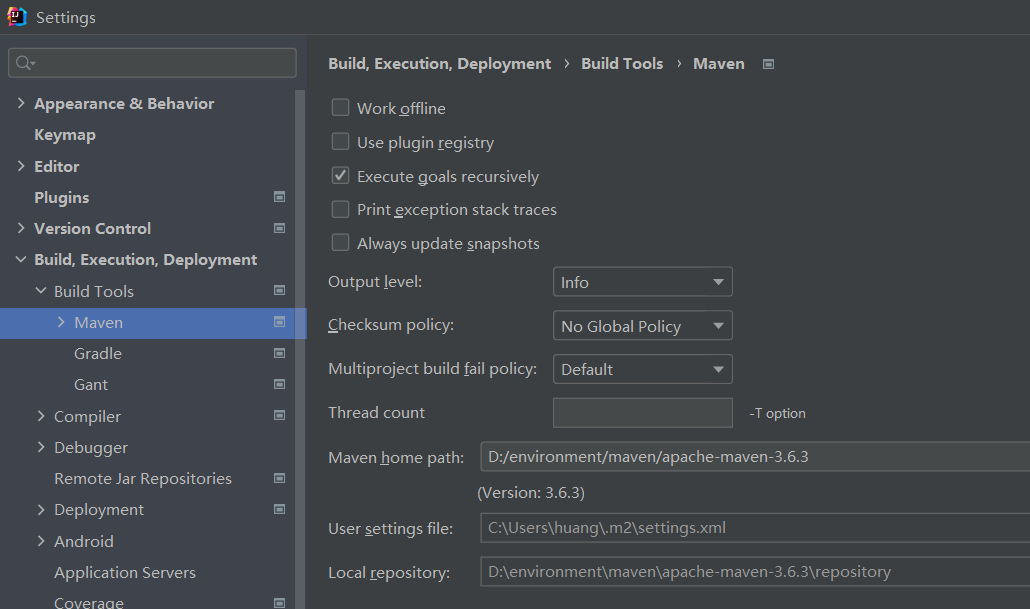 Settings
Appearance & Behavior
Keymap
Editor
Plugins
Version Control
Build, Execution, Deployment
Build Tools
Maven
Gradle
Gant
Compiler
Debugger
Remote Jar Repositories
Deployment
Android
Application Servers
Coverage
Build, Execution, Deployment › Build Tools › Maven
Work offline
Use plugin registry
Execute goals recursively
Print exception stack traces
Always update snapshots
Output level: Info
Checksum policy: No Global Policy
Multiproject build fail policy: Default
Thread count -T option
Maven home path: D:/environment/maven/apache-maven-3.6.3
(Version: 3.6.3)
User settings file: C:\Users\huang\.m2\settings.xml
Local repository: D:\environment\maven\apache-maven-3.6.3\repository